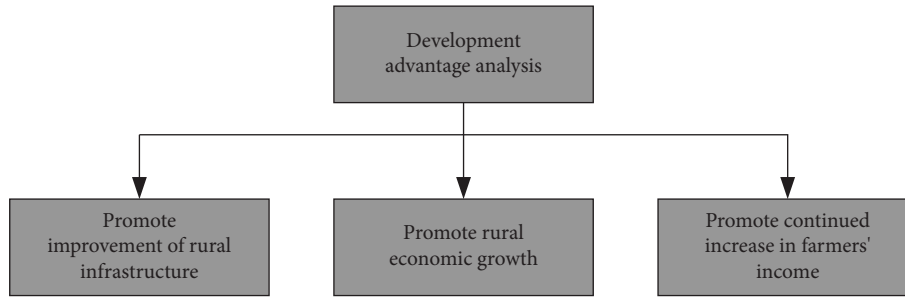 Development
advantage analysis
Promote
improvement of rural
infrastructure
Promote rural
economic growth
Promote continued
increase in farmers'
income